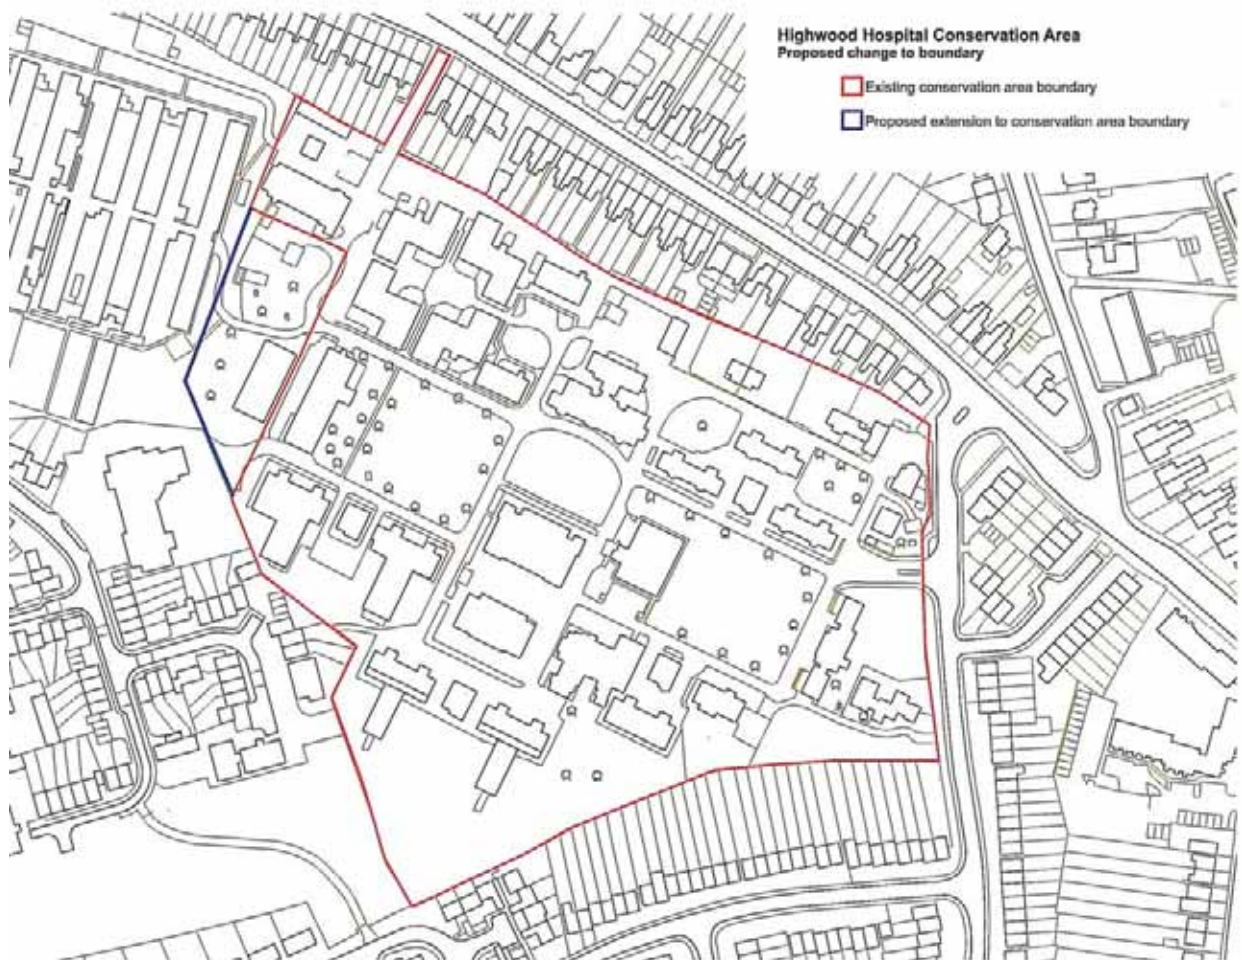 Highwood Hospital Conservation Area
Proposed change to boundary
Existing conservation area boundary
Proposed extension to conservation area boundary